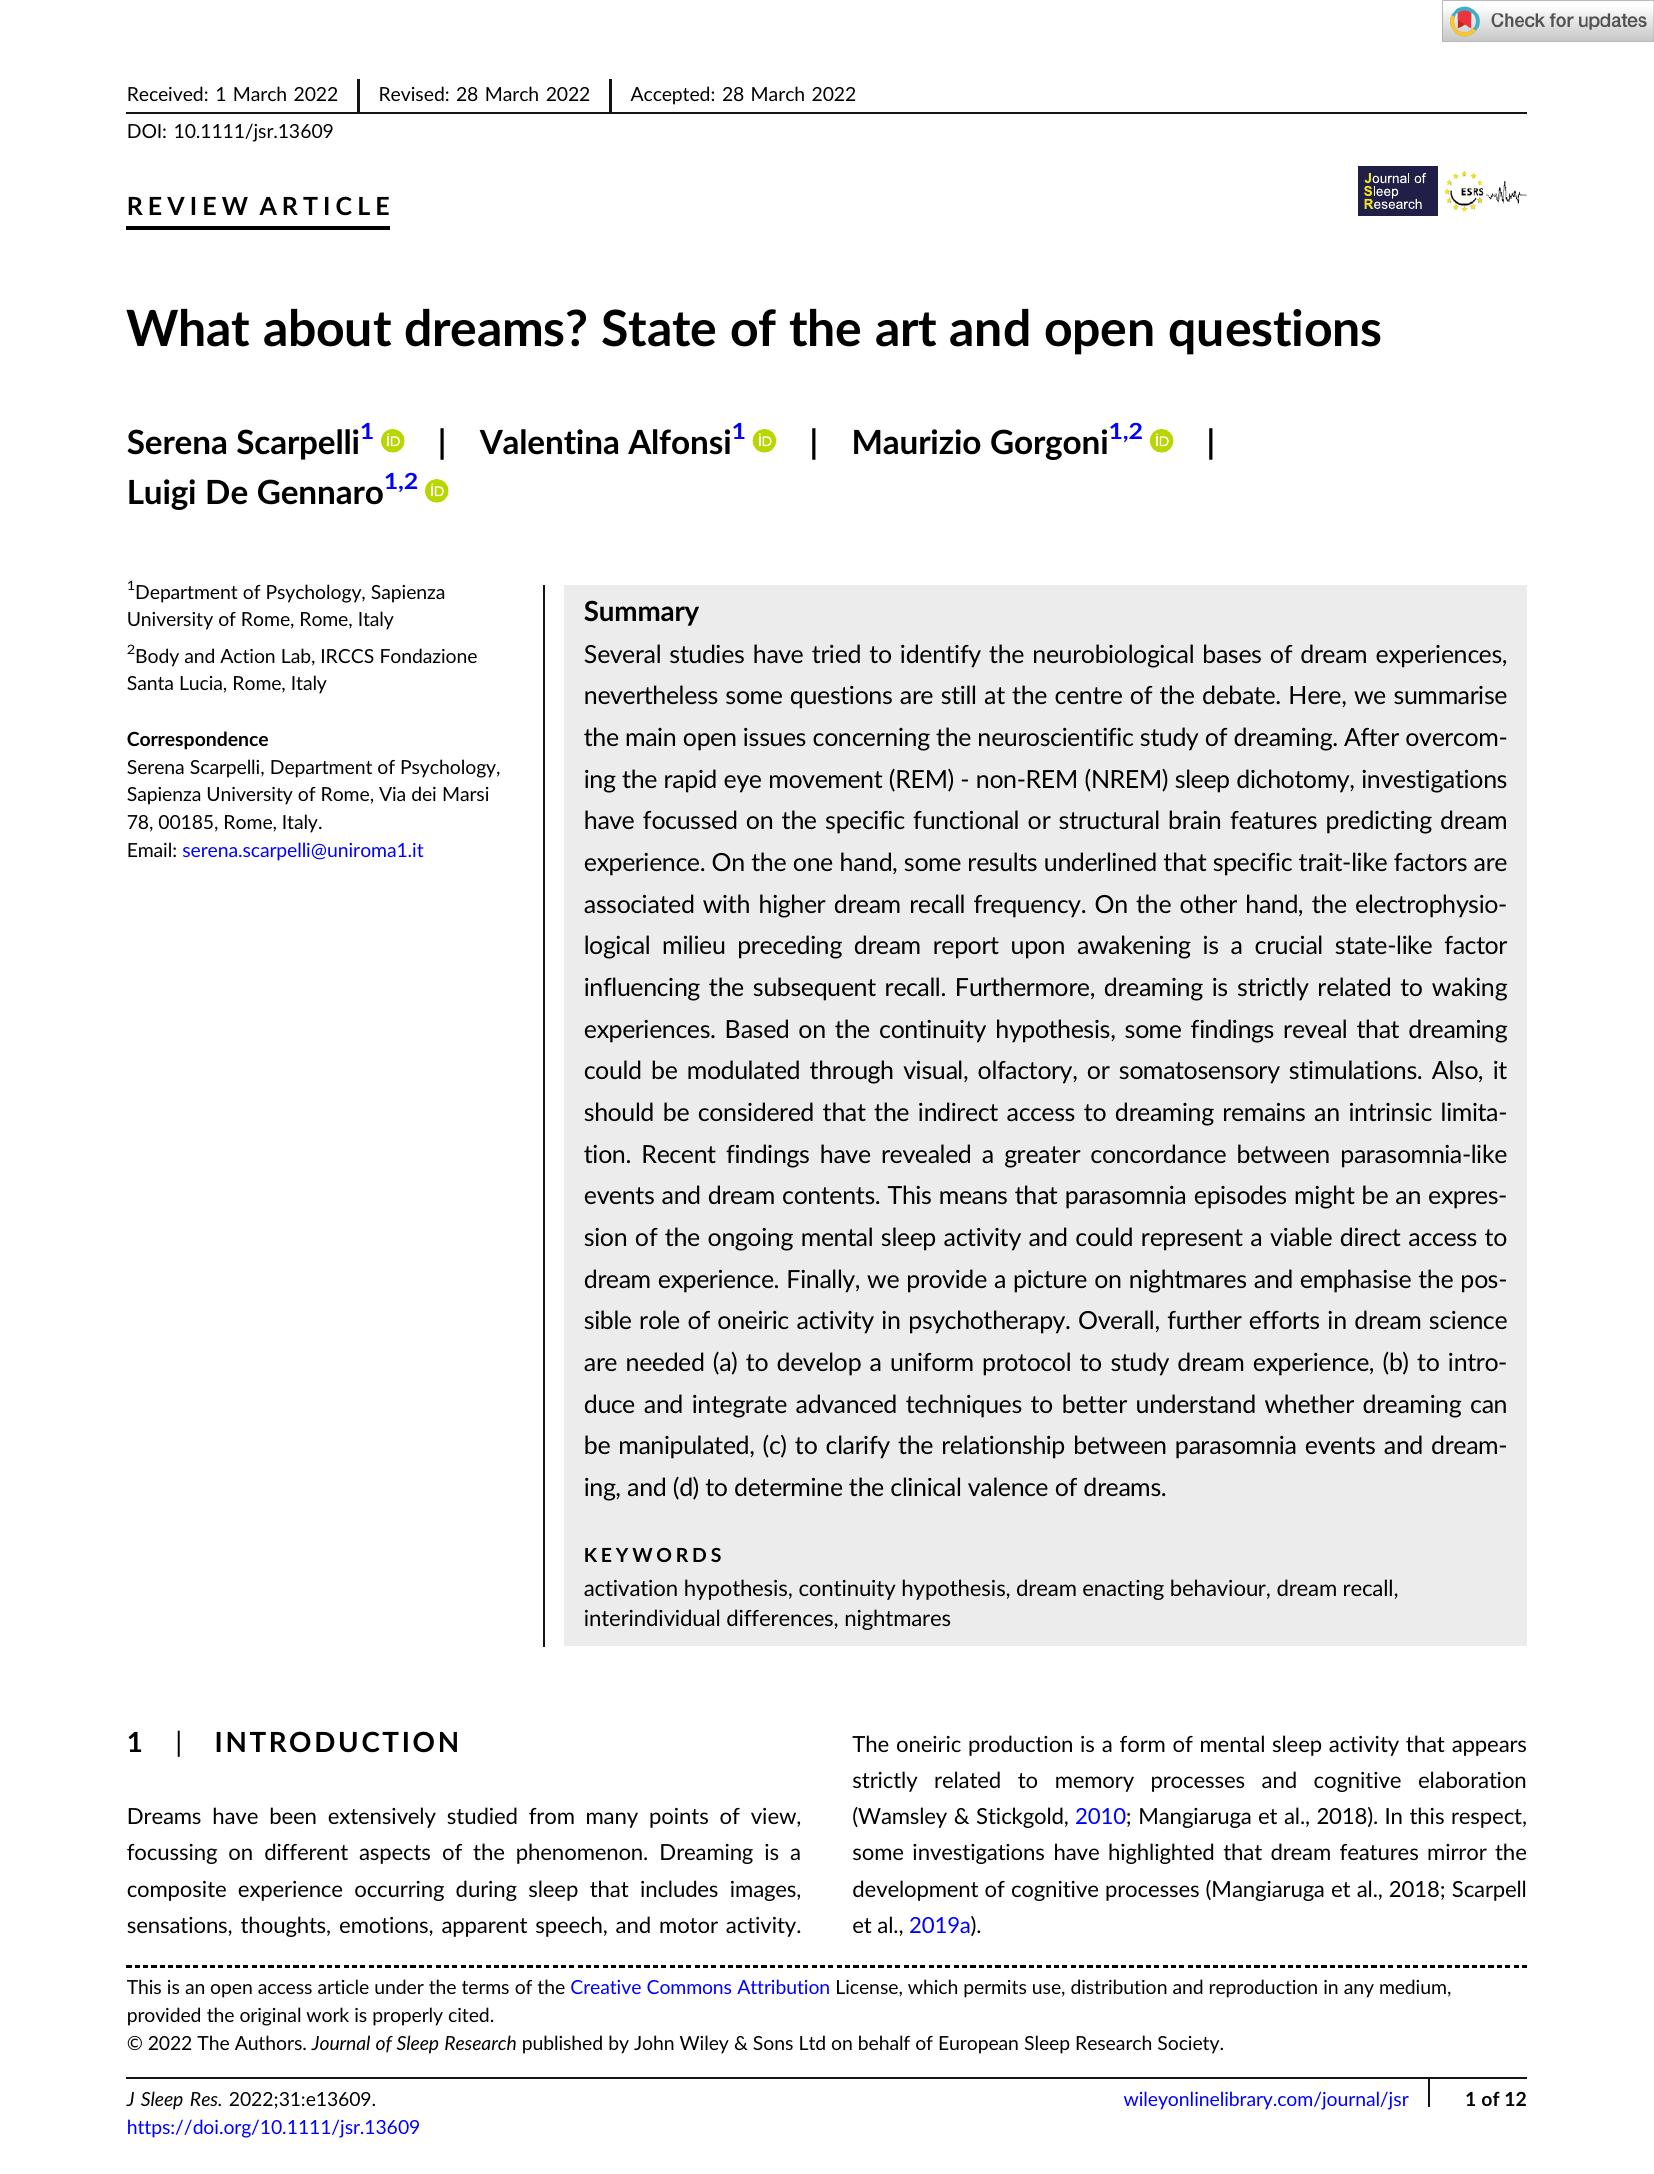 Check for updates
Received: 1 March 2022 | Revised: 28 March 2022 | Accepted: 28 March 2022
DOI: 10.1111/jsr.13609
Journal of
Sleep
Research
ESRS
REVIEW ARTICLE
What about dreams? State of the art and open questions
Serena Scarpelli1 iD | Valentina Alfonsi1 iD | Maurizio Gorgoni1,2 iD |
Luigi De Gennaro1,2 iD
1Department of Psychology, Sapienza
University of Rome, Rome, Italy
2Body and Action Lab, IRCCS Fondazione
Santa Lucia, Rome, Italy
Correspondence
Serena Scarpelli, Department of Psychology,
Sapienza University of Rome, Via dei Marsi
78, 00185, Rome, Italy.
Email: serena.scarpelli@uniroma1.it
Summary
Several studies have tried to identify the neurobiological bases of dream experiences,
nevertheless some questions are still at the centre of the debate. Here, we summarise
the main open issues concerning the neuroscientific study of dreaming. After overcom-
ing the rapid eye movement (REM) - non-REM (NREM) sleep dichotomy, investigations
have focussed on the specific functional or structural brain features predicting dream
experience. On the one hand, some results underlined that specific trait-like factors are
associated with higher dream recall frequency. On the other hand, the electrophysio-
logical milieu preceding dream report upon awakening is a crucial state-like factor
influencing the subsequent recall. Furthermore, dreaming is strictly related to waking
experiences. Based on the continuity hypothesis, some findings reveal that dreaming
could be modulated through visual, olfactory, or somatosensory stimulations. Also, it
should be considered that the indirect access to dreaming remains an intrinsic limita-
tion. Recent findings have revealed a greater concordance between parasomnia-like
events and dream contents. This means that parasomnia episodes might be an expres-
sion of the ongoing mental sleep activity and could represent a viable direct access to
dream experience. Finally, we provide a picture on nightmares and emphasise the pos-
sible role of oneiric activity in psychotherapy. Overall, further efforts in dream science
are needed (a) to develop a uniform protocol to study dream experience, (b) to intro-
duce and integrate advanced techniques to better understand whether dreaming can
be manipulated, (c) to clarify the relationship between parasomnia events and dream-
ing, and (d) to determine the clinical valence of dreams.
KEYWORDS
activation hypothesis, continuity hypothesis, dream enacting behaviour, dream recall,
interindividual differences, nightmares
1 | INTRODUCTION
Dreams have been extensively studied from many points of view,
focussing on different aspects of the phenomenon. Dreaming is a
composite experience occurring during sleep that includes images,
sensations, thoughts, emotions, apparent speech, and motor activity.
The oneiric production is a form of mental sleep activity that appears
strictly related to memory processes and cognitive elaboration
(Wamsley & Stickgold, 2010; Mangiaruga et al., 2018). In this respect,
some investigations have highlighted that dream features mirror the
development of cognitive processes (Mangiaruga et al., 2018; Scarpell
et al., 2019a).
This is an open access article under the terms of the Creative Commons Attribution License, which permits use, distribution and reproduction in any medium,
provided the original work is properly cited.
© 2022 The Authors. Journal of Sleep Research published by John Wiley & Sons Ltd on behalf of European Sleep Research Society.
J Sleep Res. 2022;31:e13609.
https://doi.org/10.1111/jsr.13609
wileyonlinelibrary.com/journal/jsr | 1 of 12